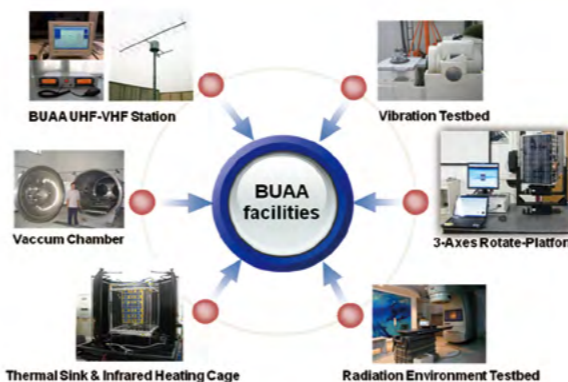 BUAA UHF-VHF Station
Vibration Testbed
BUAA
facilities
Vaccum Chamber
3-Axes Rotate-Platfon
Thermal Sink & Infrared Heating Cage
Radiation Environment Testbed